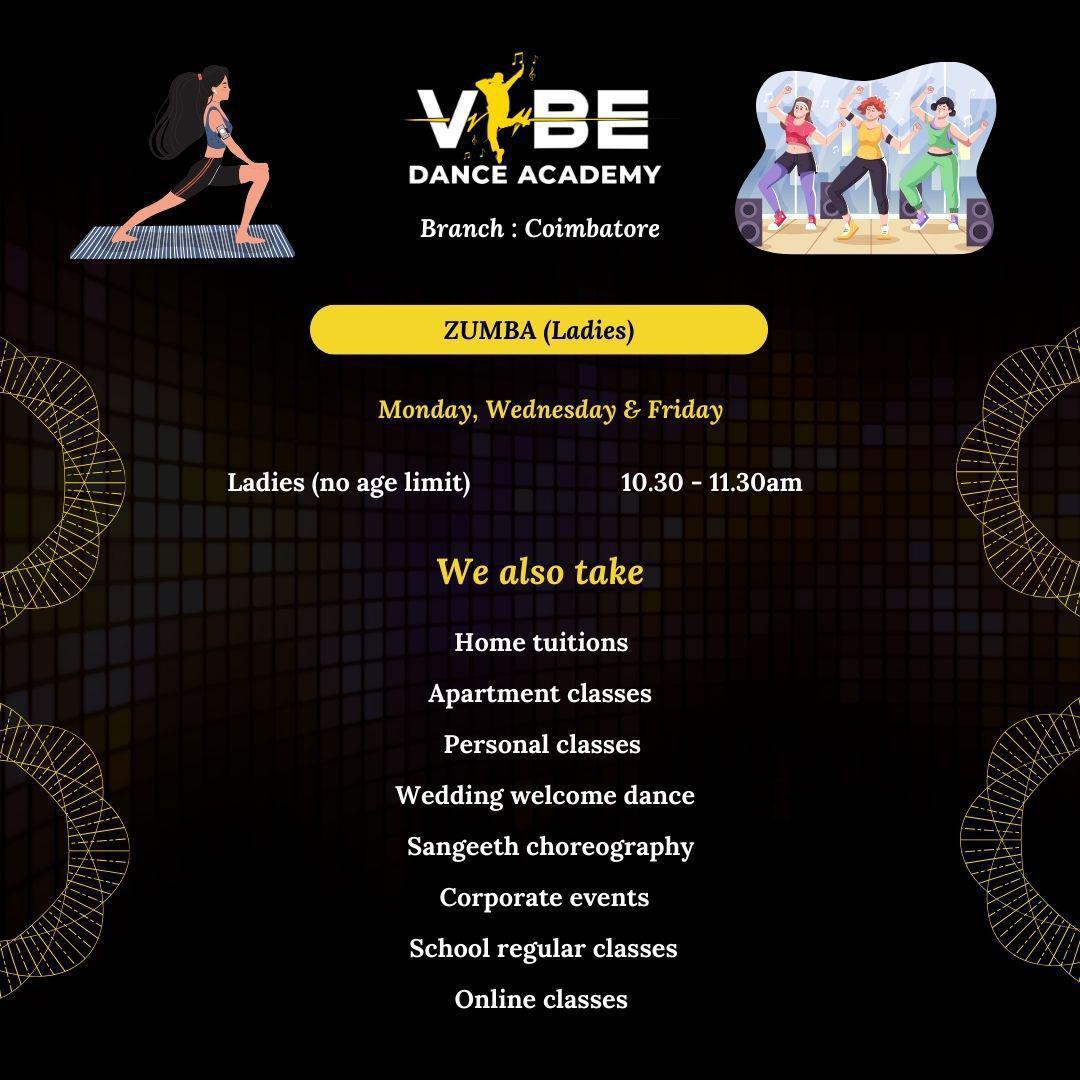 VIBE
DANCE ACADEMY
Branch : Coimbatore
ZUMBA (Ladies)
Monday, Wednesday & Friday
Ladies (no age limit) 10.30 - 11.30am
We also take
Home tuitions
Apartment classes
Personal classes
Wedding welcome dance
Sangeeth choreography
Corporate events
School regular classes
Online classes